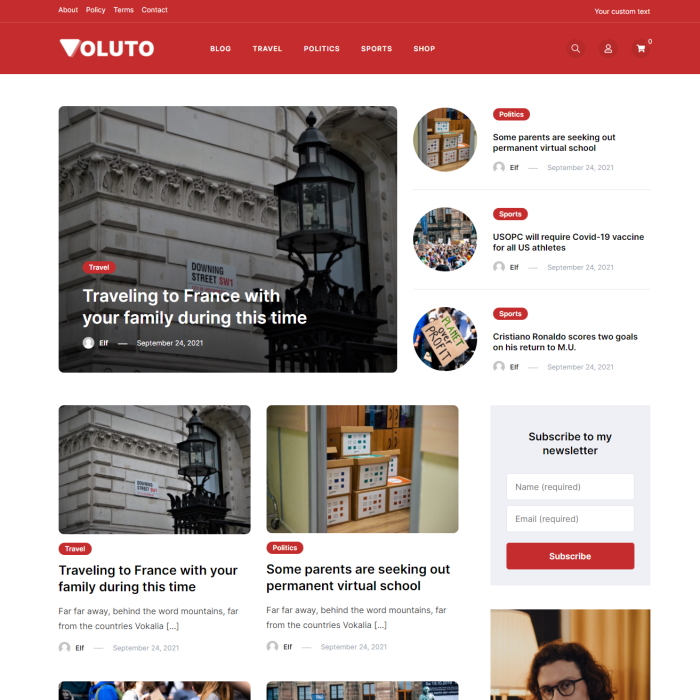 About Policy Terms Contact
Your custom text
VOLUTO
BLOG TRAVEL POLITICS SPORTS SHOP
0
Travel
DOWNING
STREET SW1
Traveling to France with
your family during this time
Elf — September 24, 2021
Politics
Some parents are seeking out
permanent virtual school
Elf — September 24, 2021
Sports
USOPC will require Covid-19 vaccine
for all US athletes
Elf — September 24, 2021
PLANET
over
PROFIT
Sports
Cristiano Ronaldo scores two goals
on his return to M.U.
Elf — September 24, 2021
DOWNING
STREET SW1
Travel
Traveling to France with your
family during this time
Far far away, behind the word mountains, far
from the countries Vokalia [...]
Elf — September 24, 2021
Politics
Some parents are seeking out
permanent virtual school
Far far away, behind the word mountains, far
from the countries Vokalia [...]
Elf — September 24, 2021
Subscribe to my
newsletter
Name (required)
Email (required)
Subscribe